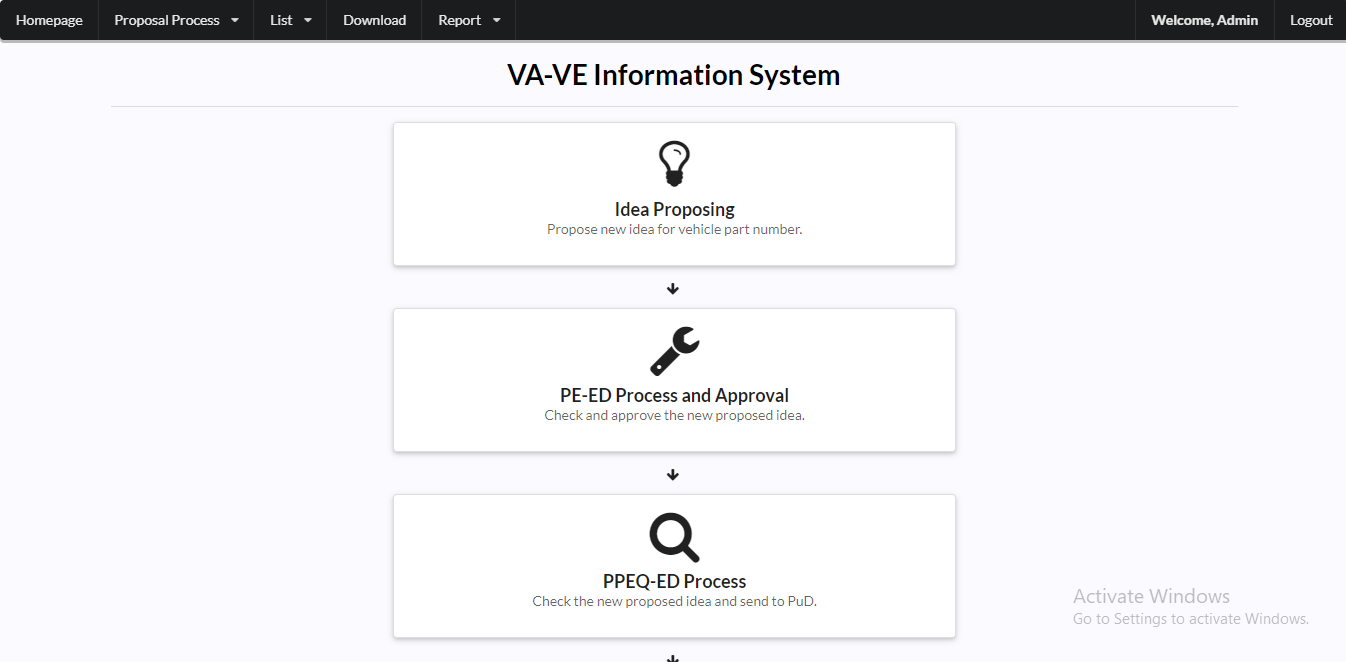 Homepage
Proposal Process
List
Download
Report
Welcome, Admin
Logout
VA-VE Information System
Idea Proposing
Propose new idea for vehicle part number.
PE-ED Process and Approval
Check and approve the new proposed idea.
PPEQ-ED Process
Check the new proposed idea and send to PuD.
Activate Windows
Go to Settings to activate Windows.